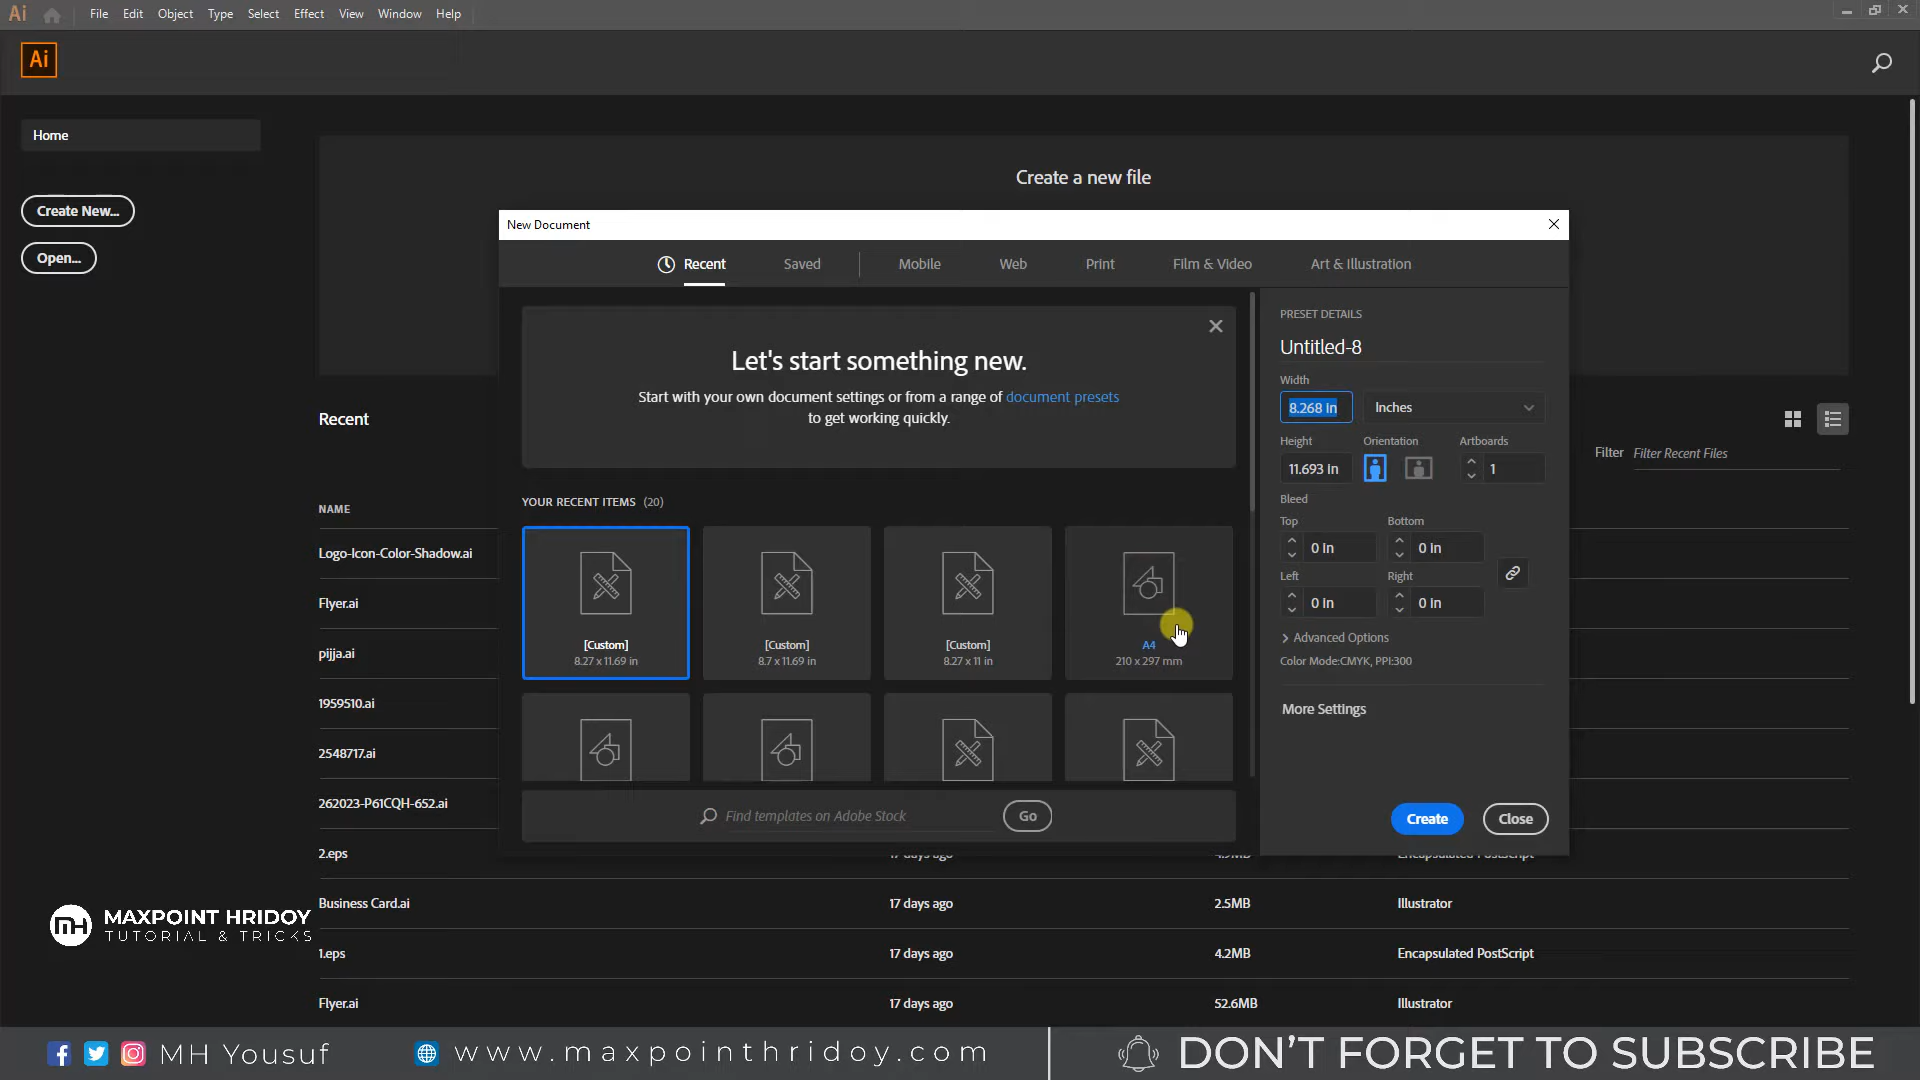 Ai File Edit Object Type Select Effect View Window Help
Ai
Home
Create New...
Open...
Create a new file
New Document
Recent Saved Mobile Web Print Film & Video Art & Illustration
Let's start something new.
Start with your own document settings or from a range of document presets
to get working quickly.
YOUR RECENT ITEMS (20)
[Custom]
8.27 x 11.69 in
[Custom]
8.7 x 11.69 in
[Custom]
8.27 x 11 in
A4
210 x 297 mm
Find templates on Adobe Stock Go
PRESET DETAILS
Untitled-8
Width
8.268 in Inches
Height Orientation Artboards
11.693 in 1
Bleed
Top Bottom
0 in 0 in
Left Right
0 in 0 in
Advanced Options
Color Mode:CMYK, PPI:300
More Settings
Create Close
Recent
Filter Filter Recent Files
NAME
Logo-Icon-Color-Shadow.ai
Flyer.ai
pijja.ai
1959510.ai
2548717.ai
262023-P61CQH-652.ai
2.eps 17 days ago 4.9MB Encapsulated PostScript
Business Card.ai 17 days ago 2.5MB Illustrator
1.eps 17 days ago 4.2MB Encapsulated PostScript
Flyer.ai 17 days ago 52.6MB Illustrator
MH MAXPOINT HRIDOY
TUTORIAL & TRICKS
MH Yousuf www.maxpointhridoy.com DON'T FORGET TO SUBSCRIBE